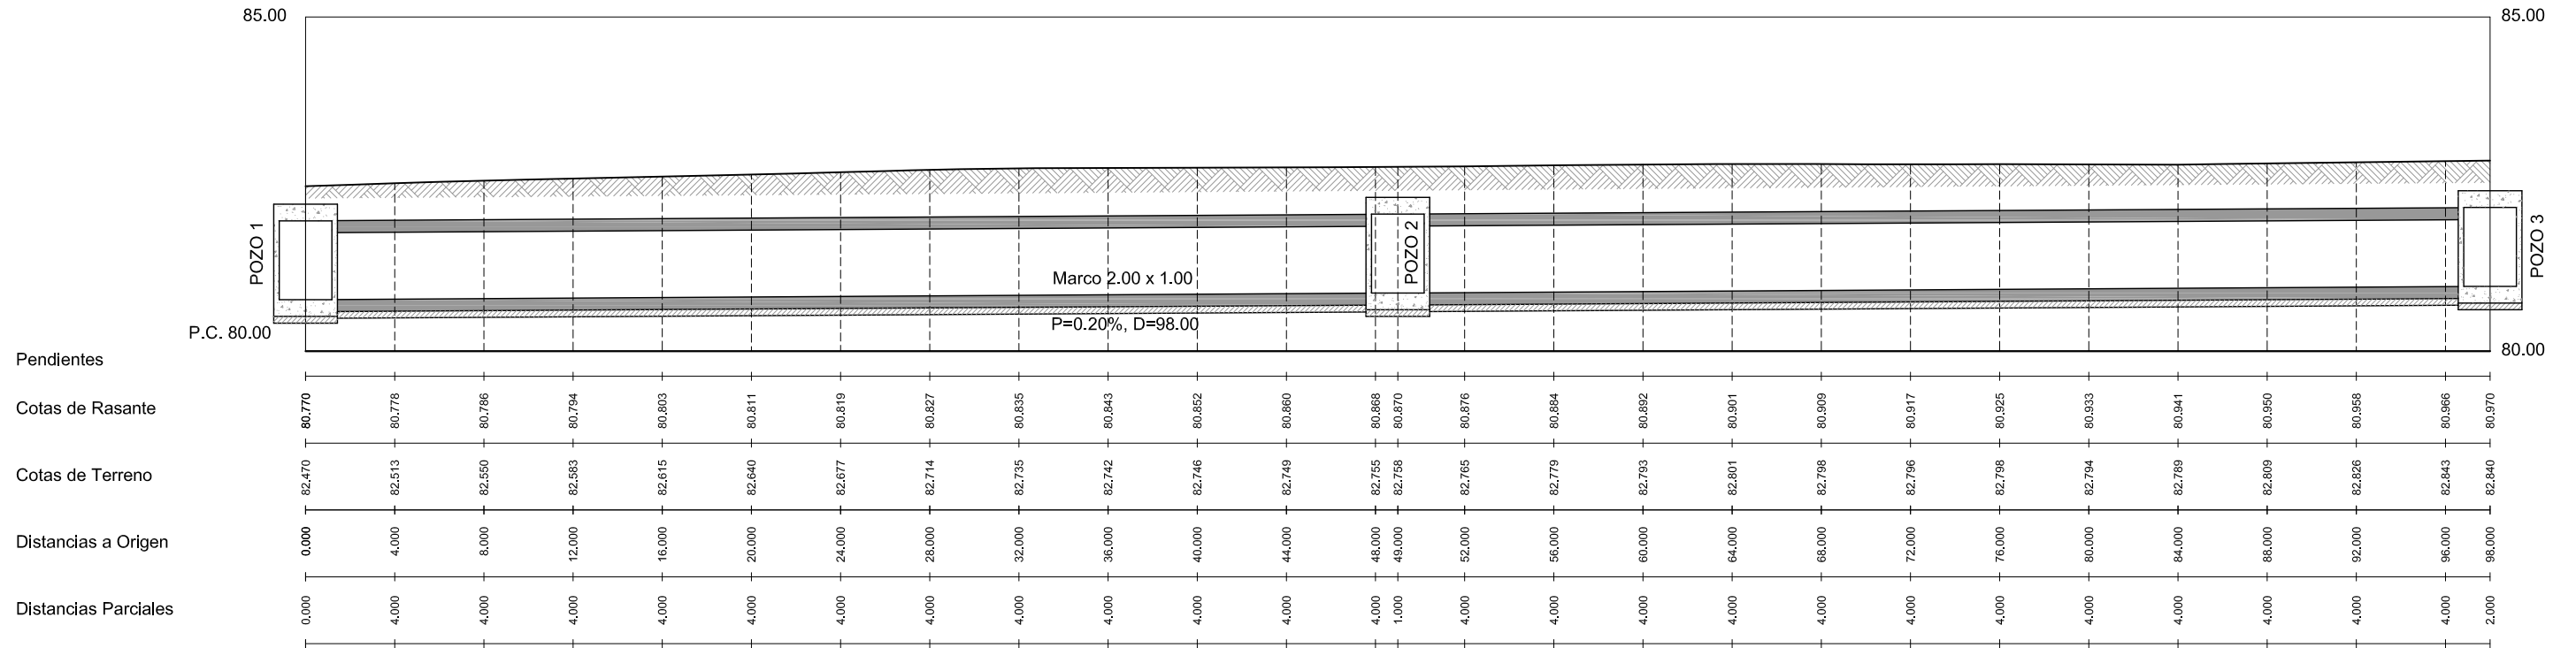 85.00
85.00
POZO 1
POZO 2
POZO 3
Marco 2.00 x 1.00
P=0.20%, D=98.00
P.C. 80.00
80.00
Pendientes
Cotas de Rasante 80.770 80.778 80.786 80.794 80.803 80.811 80.819 80.827 80.835 80.843 80.852 80.860 80.868 80.870 80.876 80.884 80.892 80.901 80.909 80.917 80.925 80.933 80.941 80.950 80.958 80.966 80.970
Cotas de Terreno 82.470 82.513 82.550 82.583 82.615 82.640 82.677 82.714 82.735 82.742 82.746 82.749 82.755 82.758 82.765 82.779 82.793 82.801 82.798 82.796 82.798 82.794 82.789 82.809 82.826 82.843 82.840
Distancias a Origen 0.000 4.000 8.000 12.000 16.000 20.000 24.000 28.000 32.000 36.000 40.000 44.000 48.000 49.000 52.000 56.000 60.000 64.000 68.000 72.000 76.000 80.000 84.000 88.000 92.000 96.000 98.000
Distancias Parciales 0.000 4.000 4.000 4.000 4.000 4.000 4.000 4.000 4.000 4.000 4.000 4.000 4.000 1.000 4.000 4.000 4.000 4.000 4.000 4.000 4.000 4.000 4.000 4.000 4.000 4.000 2.000